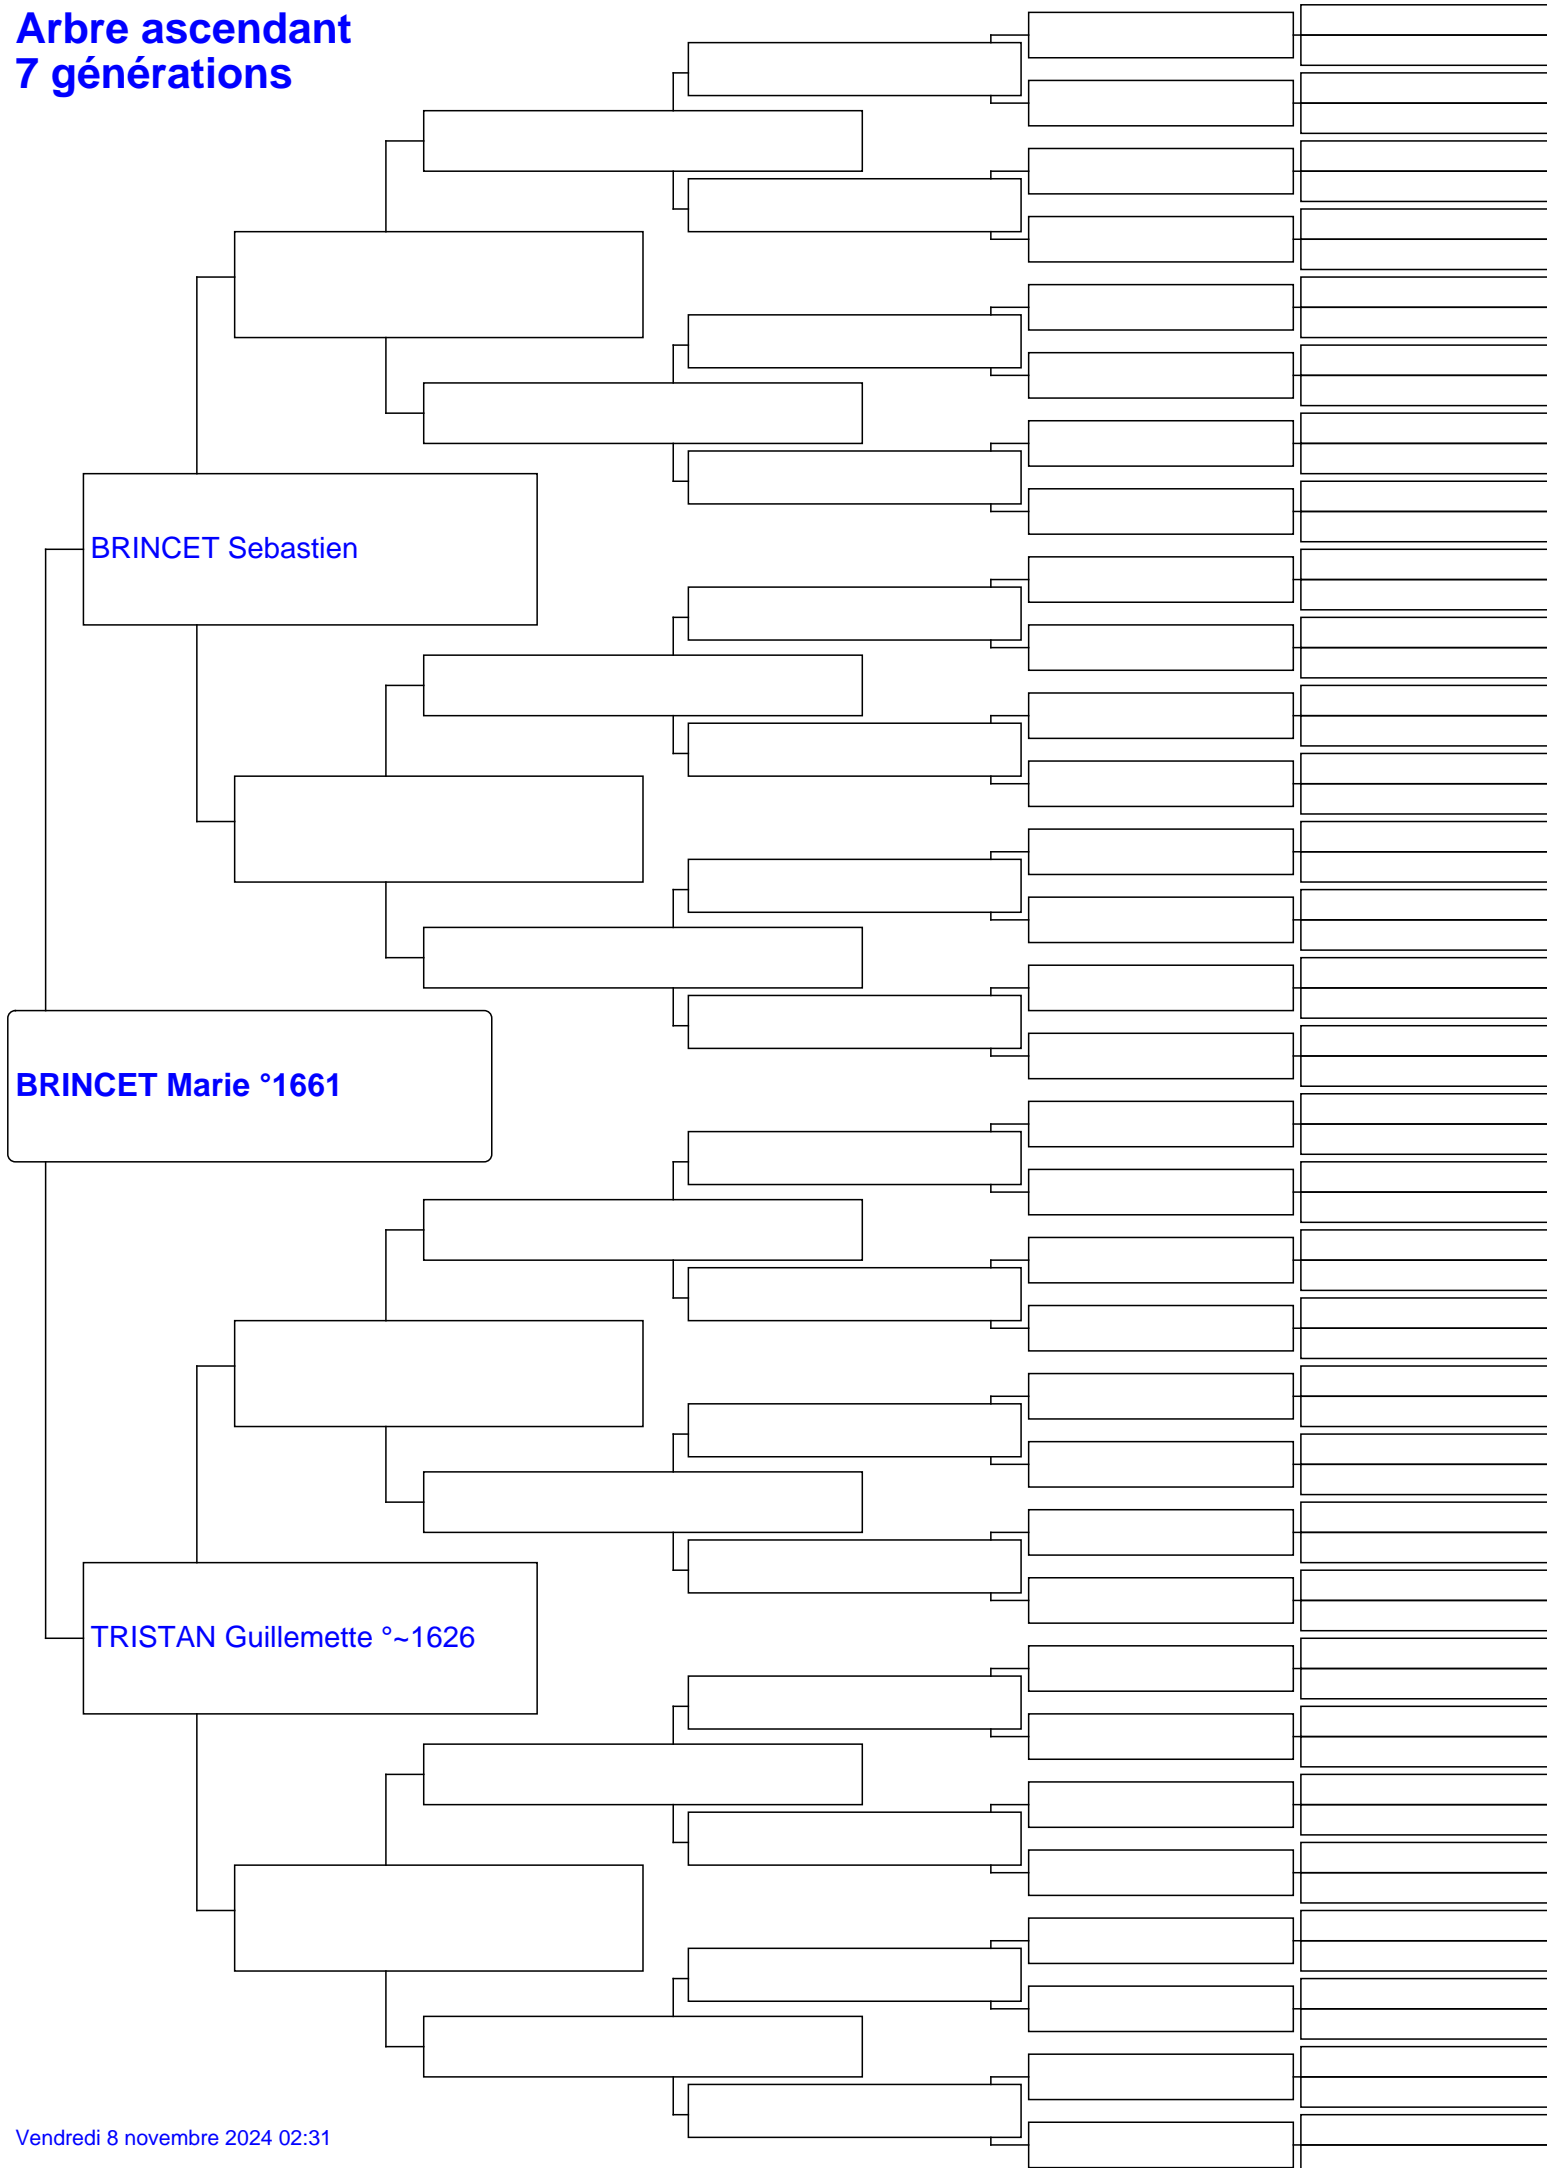 Arbre ascendant
7 générations
BRINCET Sebastien
BRINCET Marie °1661
TRISTAN Guillemette °~1626
Vendredi 8 novembre 2024 02:31